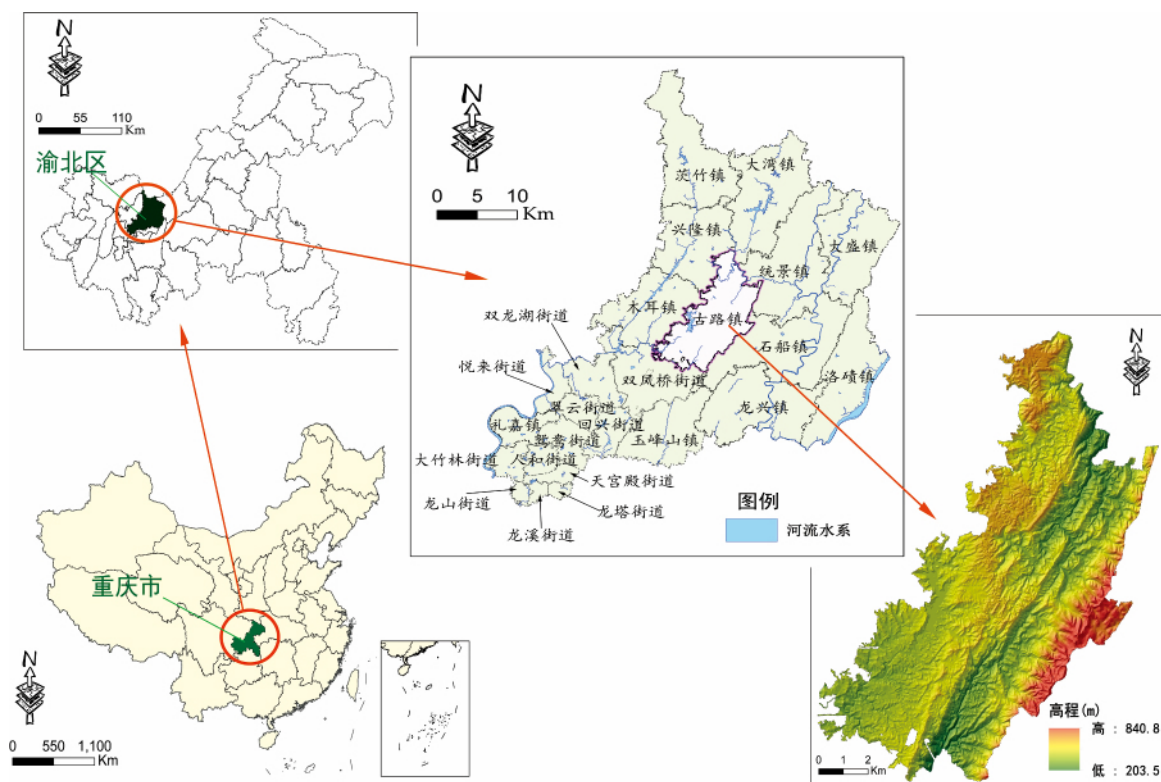 N
0 55 110
Km
渝北区
N
0 5 10
Km
茨竹镇
大湾镇
兴隆镇
大盛镇
统景镇
木耳镇
古路镇
双龙湖街道
石船镇
悦来街道
双凤桥街道
洛碛镇
翠云街道
龙兴镇
礼嘉镇
回兴街道
鸳鸯街道
玉峰山镇
大竹林街道
人和街道
天宫殿街道
龙山街道
龙塔街道
龙溪街道
图例
河流水系
重庆市
N
0 550 1,100
Km
N
高程(m)
高 : 840.8
低 : 203.5
0 1 2
Km